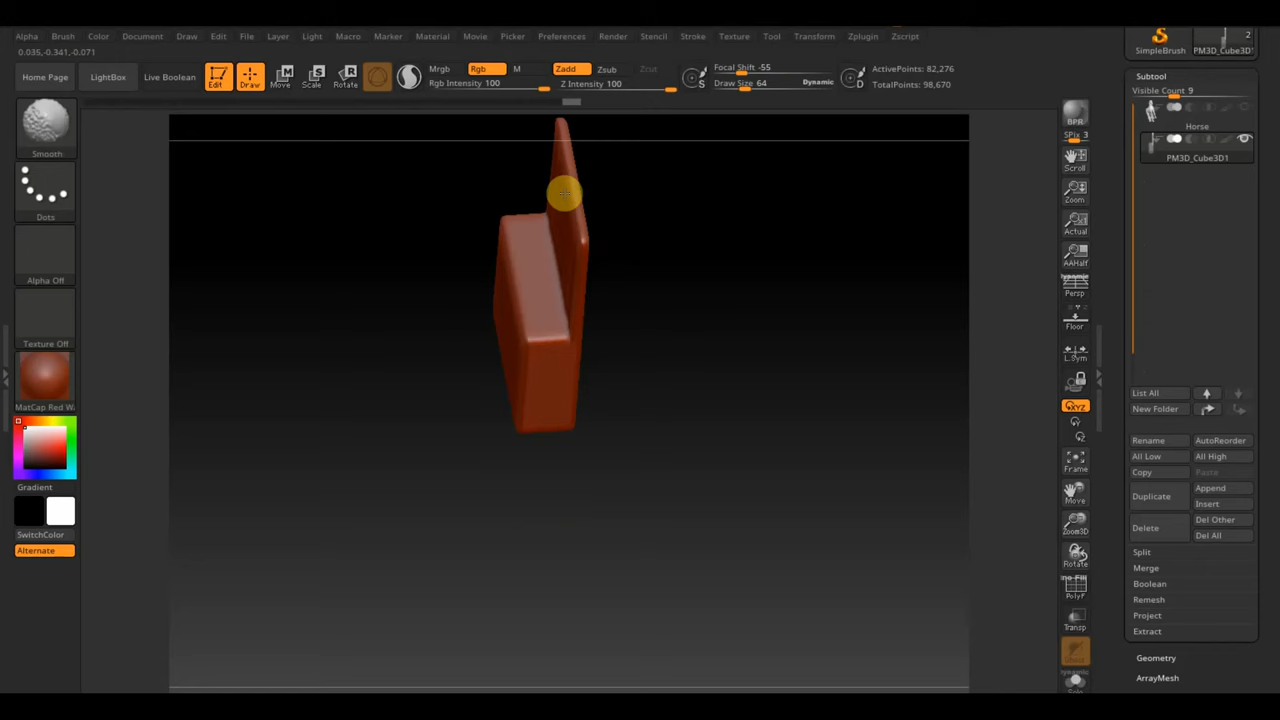 Alpha Brush Color Document Draw Edit File Layer Light Macro Marker Material Movie Picker Preferences Render Stencil Stroke Texture Tool Transform Zplugin Zscript
0.035,-0.341,-0.071
SimpleBrush
2
PM3D_Cube3D1
Home Page
LightBox
Live Boolean
Edit
Draw
Move
Scale
Rotate
Mrgb
Rgb
M
Rgb Intensity 100
Zadd
Zsub
Zcut
Z Intensity 100
S
Focal Shift -55
Draw Size 64
Dynamic
D
ActivePoints: 82,276
TotalPoints: 98,670
Smooth
Dots
Alpha Off
Texture Off
MatCap Red W
Gradient
SwitchColor
Alternate
BPR
SPix 3
Scroll
Zoom
Actual
AAHalf
Dynamic
Persp
Floor
L.Sym
XYZ
Y
Z
Frame
Move
Zoom3D
Rotate
PolyF
Transp
Dynamic
Solo
Subtool
Visible Count 9
Horse
PM3D_Cube3D1
List All
New Folder
Rename
AutoReorder
All Low
All High
Copy
Paste
Duplicate
Append
Insert
Delete
Del Other
Del All
Split
Merge
Boolean
Remesh
Project
Extract
Geometry
ArrayMesh